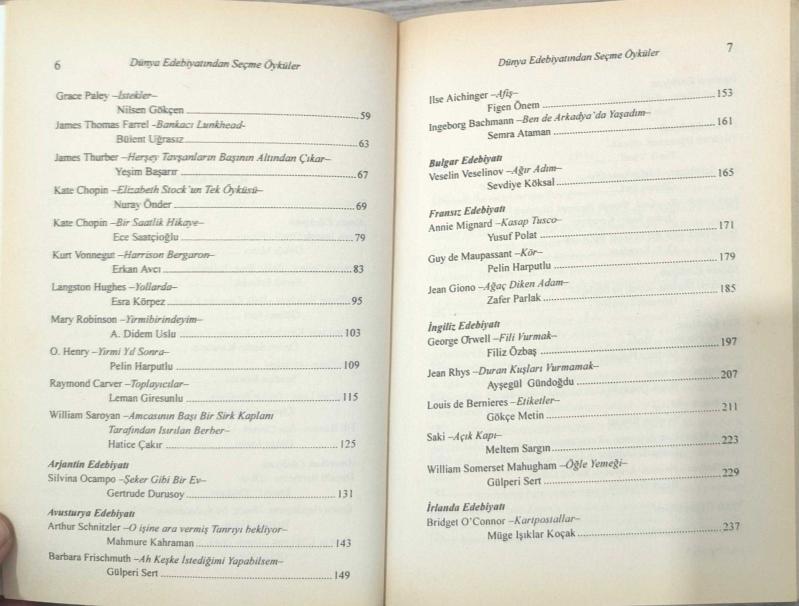 6
Dünya Edebiyatından Seçme Öyküler
Grace Paley –İstekler–
Nilsen Gökçen ........ 59
James Thomas Farrel -Bankacı Lunkhead-
Bülent Uğrasız ........ 63
James Thurber –Herşey Tavşanların Başının Altından Çıkar–
Yeşim Başarır ........ 67
Kate Chopin –Elizabeth Stock'un Tek Öyküsü–
Nuray Önder ........ 69
Kate Chopin –Bir Saatlik Hikaye–
Ece Saatçioğlu ........ 79
Kurt Vonnegut –Harrison Bergaron–
Erkan Avcı ........ 83
Langston Hughes –Yollarda–
Esra Körpez ........ 95
Mary Robinson –Yirmibirindeyim–
A. Didem Uslu ........ 103
O. Henry –Yirmi Yıl Sonra–
Pelin Harputlu ........ 109
Raymond Carver –Toplayıcılar–
Leman Giresunlu ........ 115
William Saroyan –Amcasının Başı Bir Sirk Kaplanı
Tarafından Isırılan Berber–
Hatice Çakır ........ 125
Arjantin Edebiyatı
Silvina Ocampo –Şeker Gibi Bir Ev–
Gertrude Durusoy ........ 131
Avusturya Edebiyatı
Arthur Schnitzler –O işine ara vermiş Tanrıyı bekliyor–
Mahmure Kahraman ........ 143
Barbara Frischmuth –Ah Keşke İstediğimi Yapabilsem–
Gülperi Sert ........ 149
Dünya Edebiyatından Seçme Öyküler
7
Ilse Aichinger –Afiş–
Figen Önem ........ 153
Ingeborg Bachmann –Ben de Arkadya'da Yaşadım–
Semra Ataman ........ 161
Bulgar Edebiyatı
Veselin Veselinov –Ağır Adım–
Sevdiye Köksal ........ 165
Fransız Edebiyatı
Annie Mignard –Kasap Tusco–
Yusuf Polat ........ 171
Guy de Maupassant –Kör–
Pelin Harputlu ........ 179
Jean Giono –Ağaç Diken Adam–
Zafer Parlak ........ 185
İngiliz Edebiyatı
George Orwell –Fili Vurmak–
Filiz Özbaş ........ 197
Jean Rhys –Duran Kuşları Vurmamak–
Ayşegül Gündoğdu ........ 207
Louis de Bernieres –Etiketler–
Gökçe Metin ........ 211
Saki –Açık Kapı–
Meltem Sargın ........ 223
William Somerset Mahugham –Öğle Yemeği–
Gülperi Sert ........ 229
İrlanda Edebiyatı
Bridget O'Connor –Kartpostallar–
Müge Işıklar Koçak ........ 237